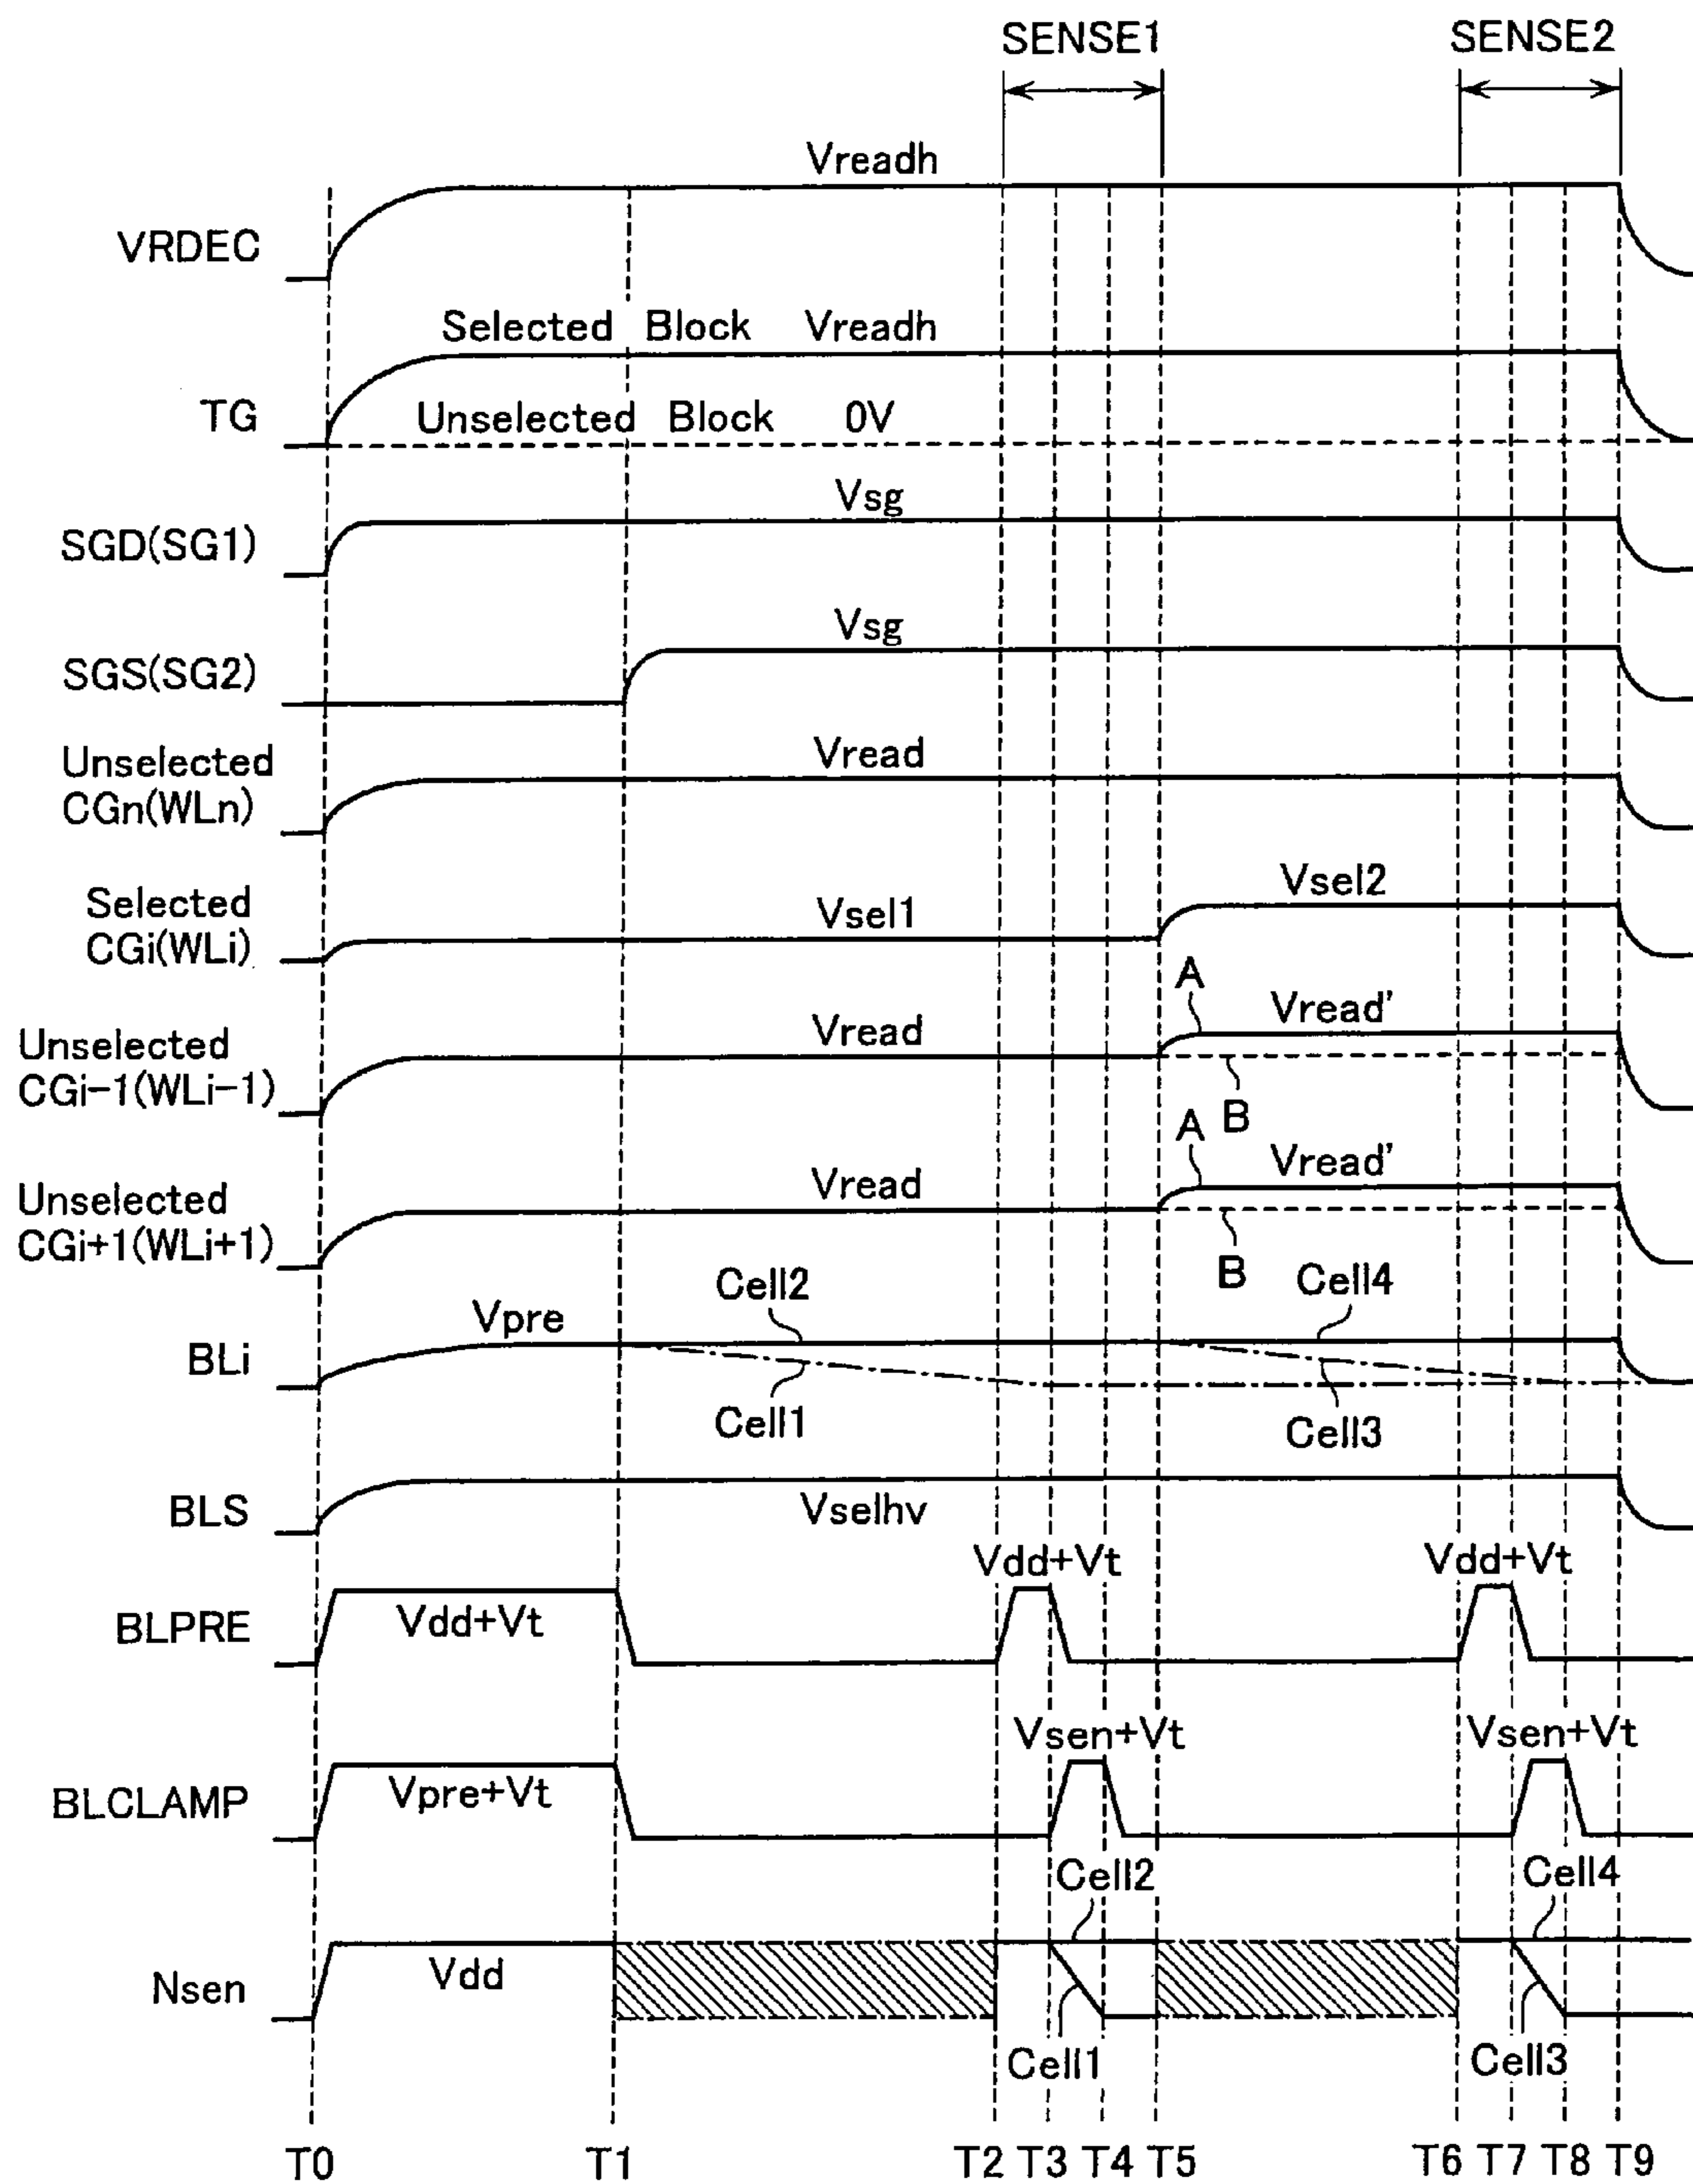 SENSE1 SENSE2
Vreadh
VRDEC
Selected Block Vreadh
TG
Unselected Block 0V
Vsg
SGD(SG1)
Vsg
SGS(SG2)
Unselected
CGn(WLn)
Vread
Selected
CGi(WLi)
Vsel1
Vsel2
A
Unselected
CGi-1(WLi-1)
Vread
Vread'
B
A
Unselected
CGi+1(WLi+1)
Vread
Vread'
B
Cell2
Cell4
BLi
Vpre
Cell1
Cell3
BLS
Vselhv
Vdd+Vt
Vdd+Vt
BLPRE
Vdd+Vt
Vsen+Vt
Vsen+Vt
BLCLAMP
Vpre+Vt
Cell2
Cell4
Nsen
Vdd
Cell1
Cell3
T0 T1 T2 T3 T4 T5 T6 T7 T8 T9